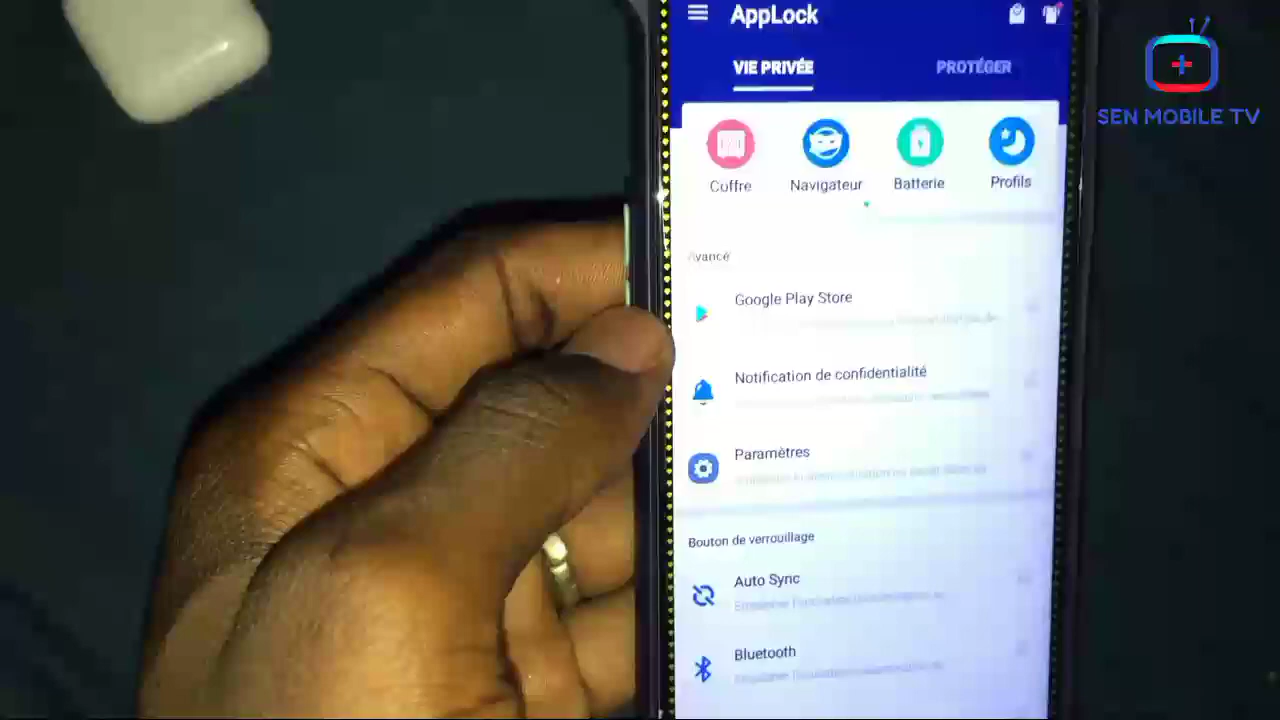 AppLock
VIE PRIVÉE
PROTÉGER
SEN MOBILE TV
Coffre
Navigateur
Batterie
Profils
Avancé
Google Play Store
Notification de confidentialité
Paramètres
Bouton de verrouillage
Auto Sync
Bluetooth